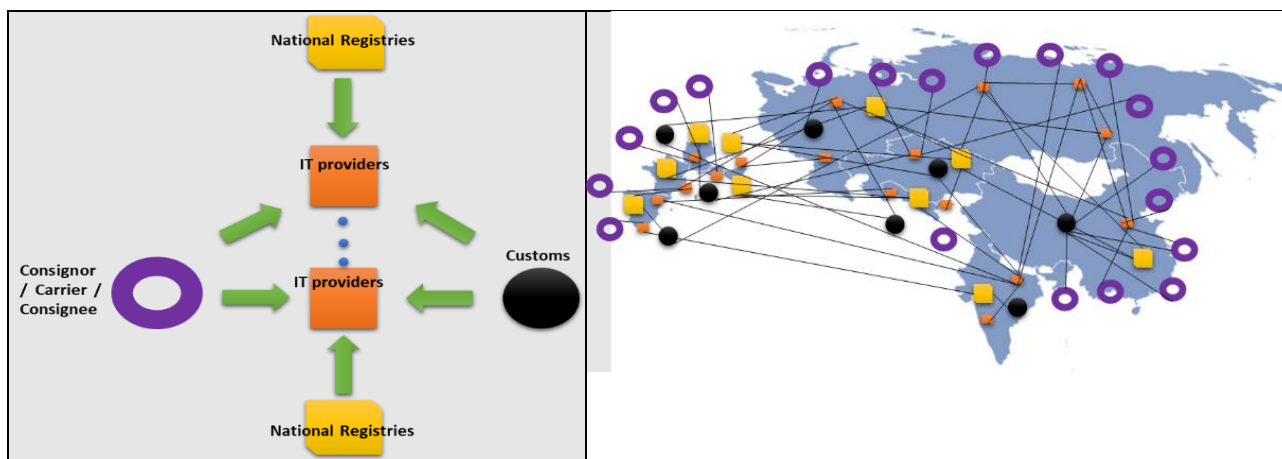 National Registries
IT providers
IT providers
Customs
Consignor
/ Carrier /
Consignee
National Registries